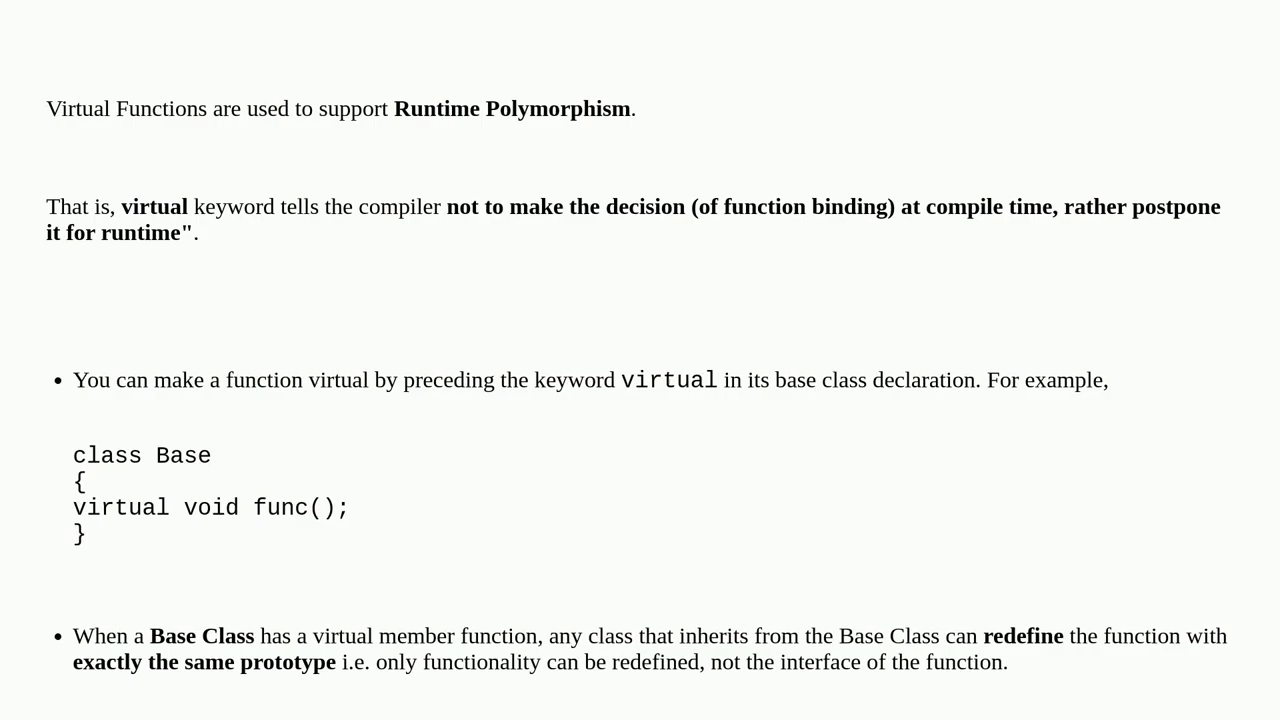 Virtual Functions are used to support Runtime Polymorphism.
That is, virtual keyword tells the compiler not to make the decision (of function binding) at compile time, rather postpone
it for runtime".
• You can make a function virtual by preceding the keyword virtual in its base class declaration. For example,
class Base
{
virtual void func();
}
• When a Base Class has a virtual member function, any class that inherits from the Base Class can redefine the function with
exactly the same prototype i.e. only functionality can be redefined, not the interface of the function.